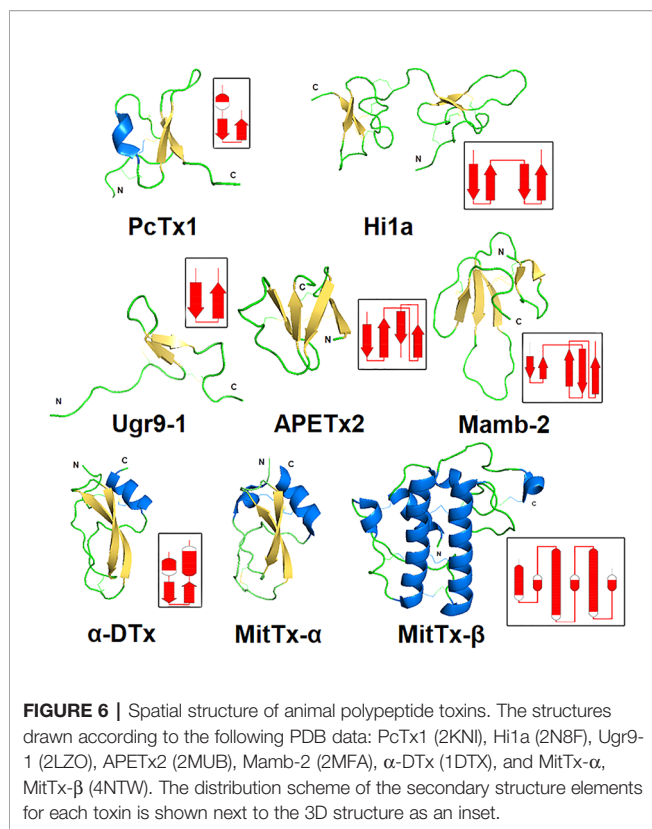 C
N
C
N
PcTx1
Hi1a
N
C
C
N
N
C
Ugr9-1
APETx2
Mamb-2
N
C
N
C
N
C
α-DTx
MitTx-α
MitTx-β
FIGURE 6 | Spatial structure of animal polypeptide toxins. The structures
drawn according to the following PDB data: PcTx1 (2KNI), Hi1a (2N8F), Ugr9-
1 (2LZO), APETx2 (2MUB), Mamb-2 (2MFA), α-DTx (1DTX), and MitTx-α,
MitTx-β (4NTW). The distribution scheme of the secondary structure elements
for each toxin is shown next to the 3D structure as an inset.